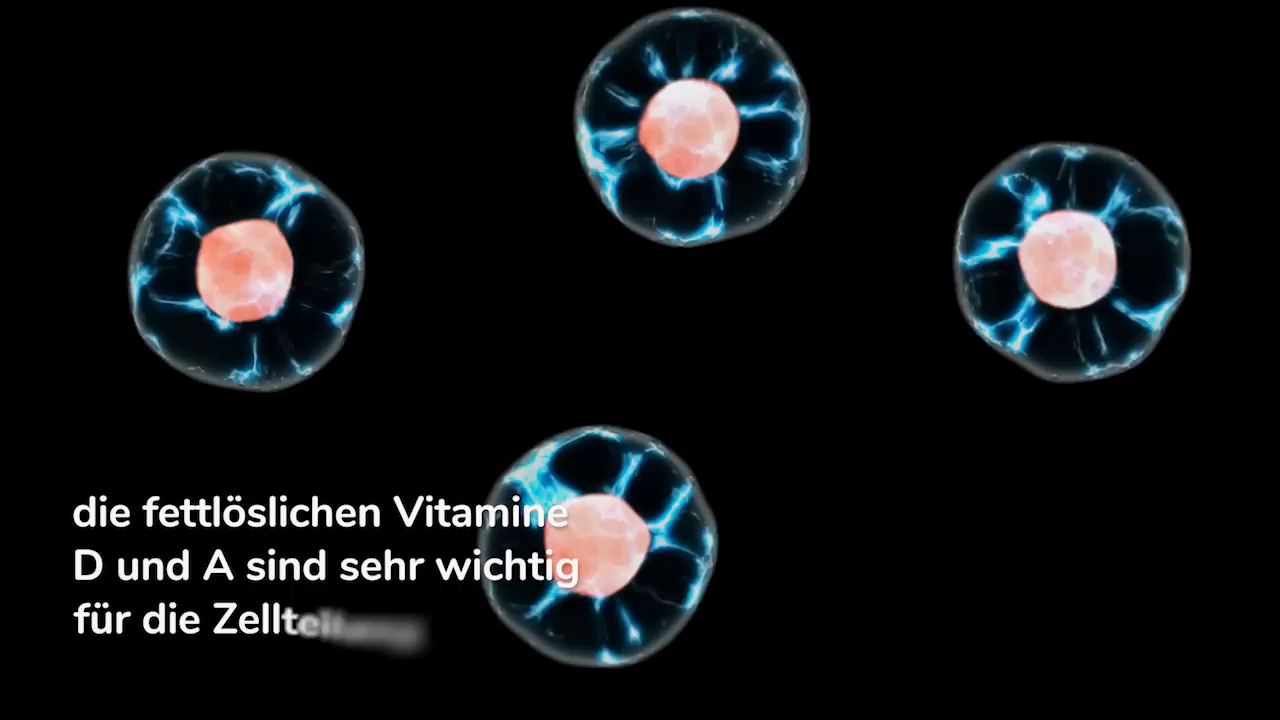 die fettlöslichen Vitamine
D und A sind sehr wichtig
für die